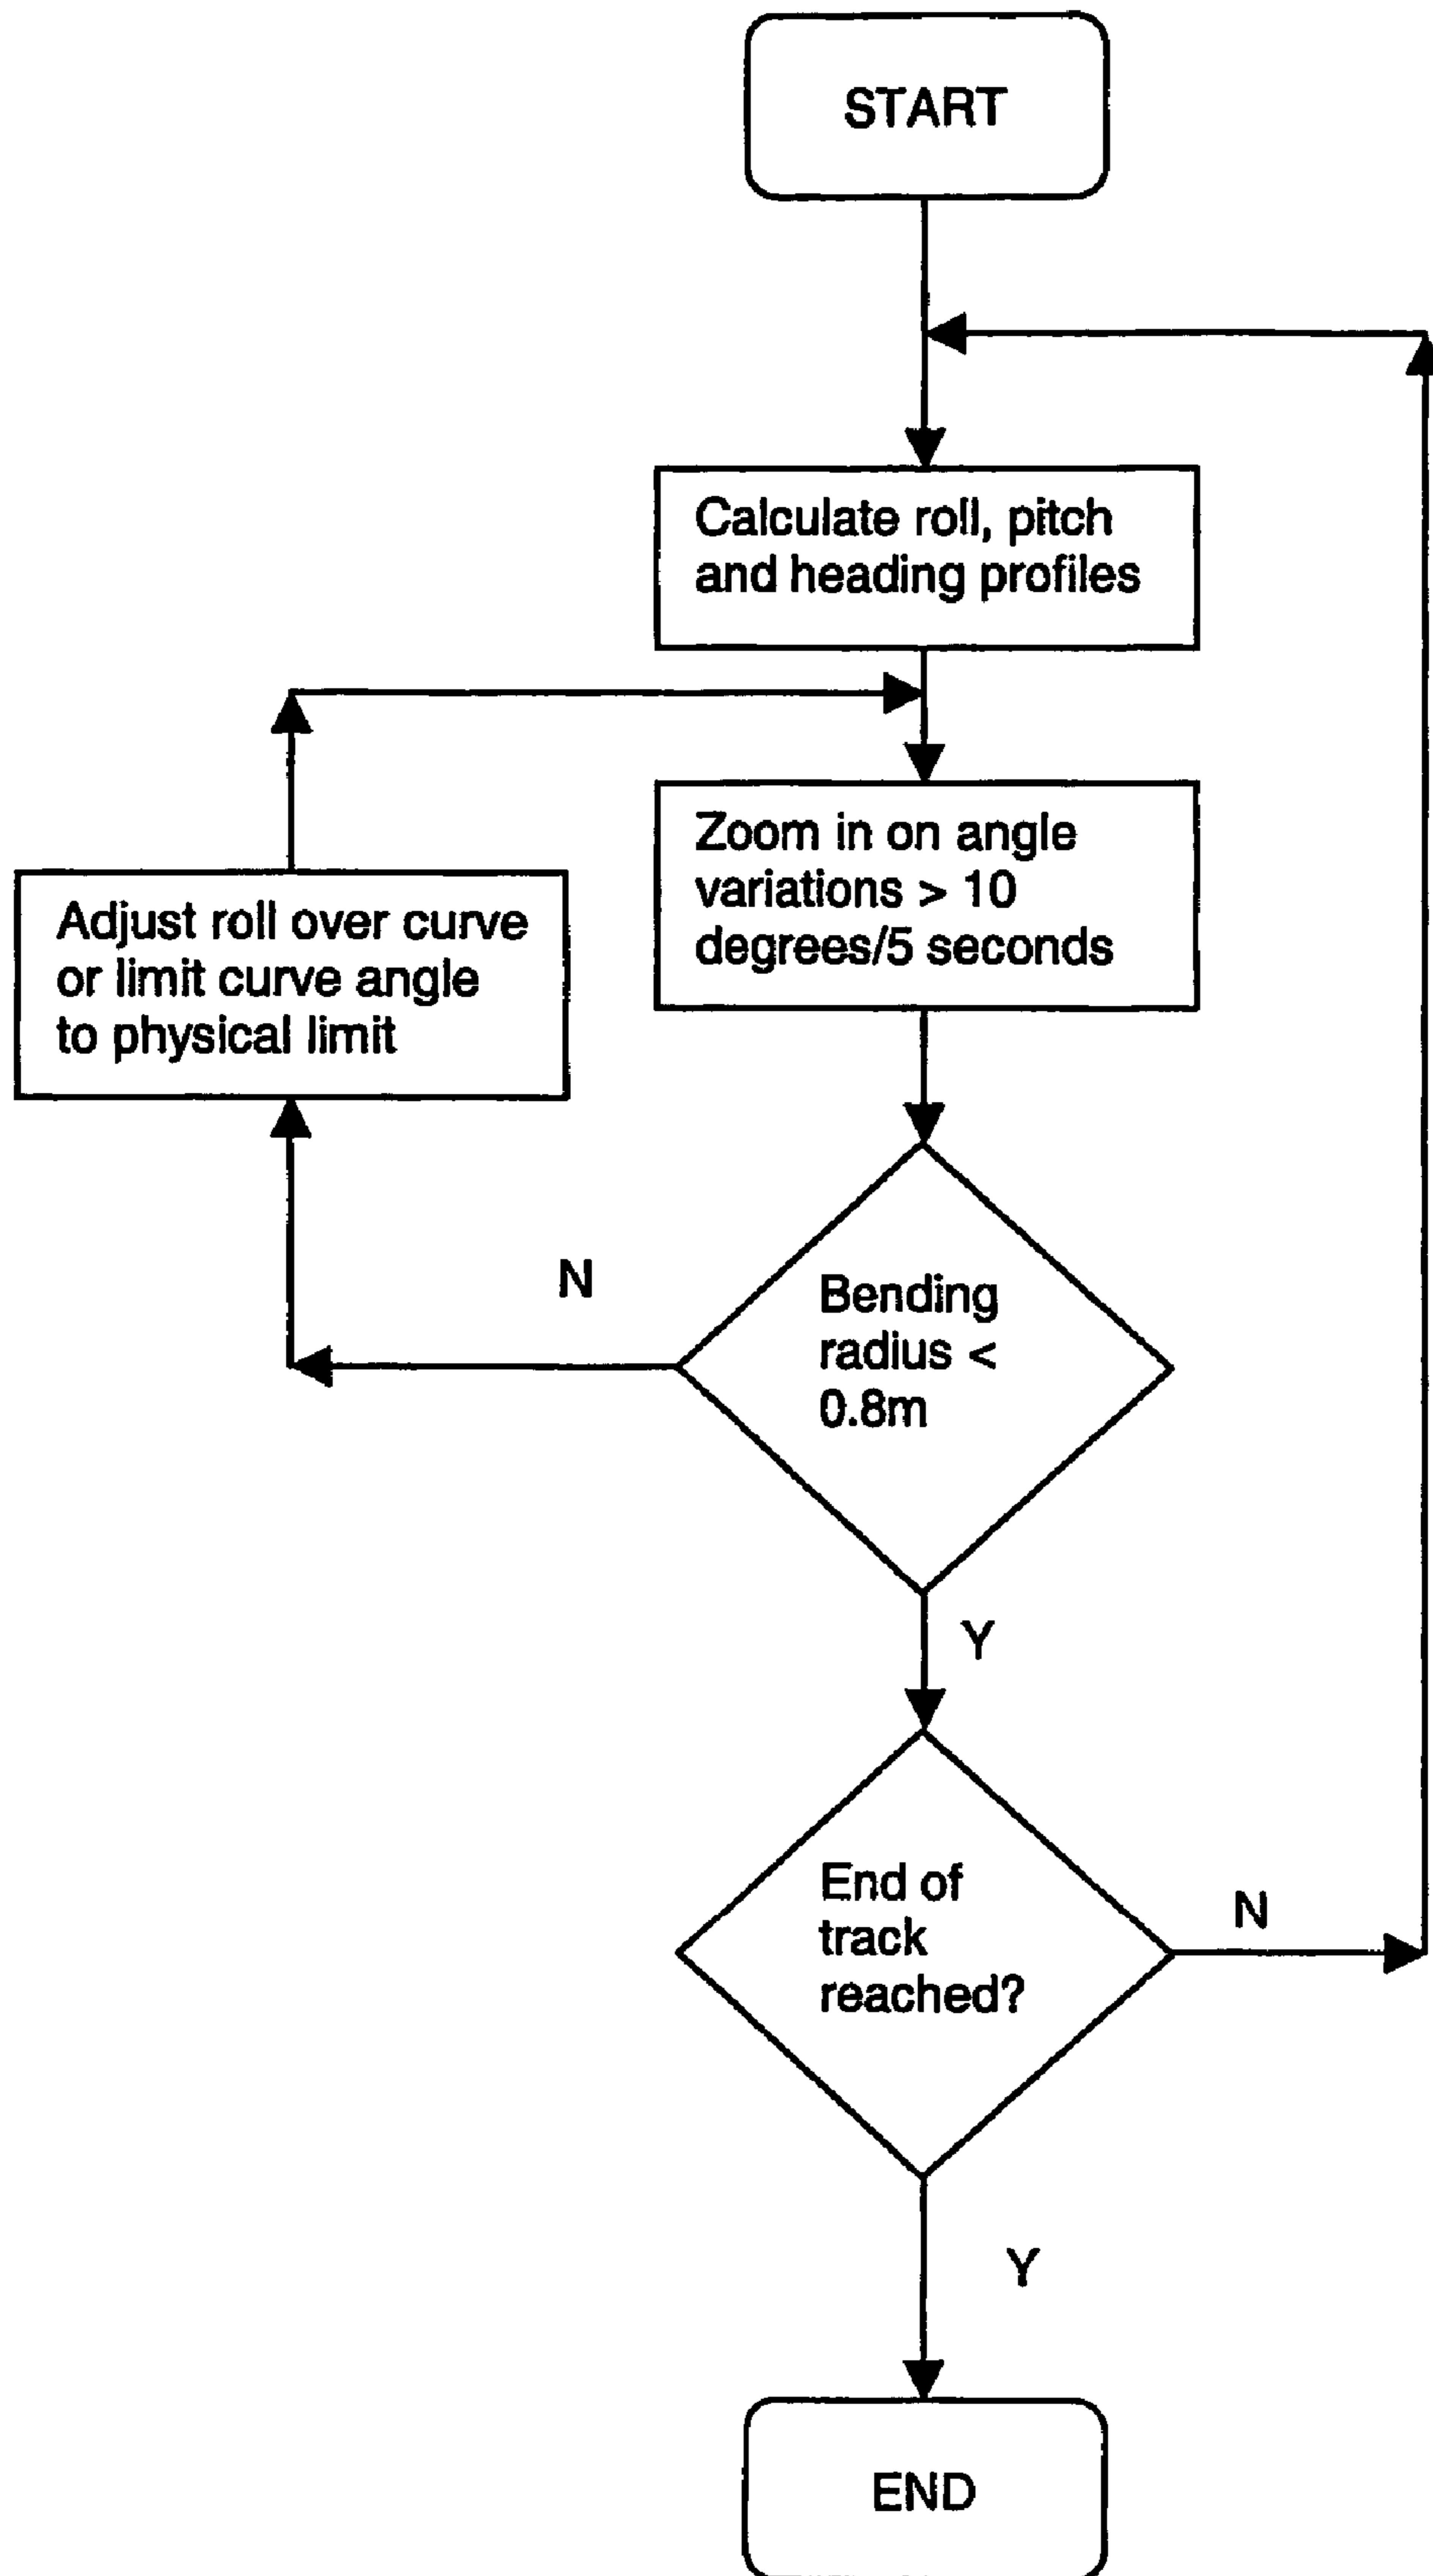 START
Calculate roll, pitch
and heading profiles
Zoom in on angle
variations > 10
degrees/5 seconds
Adjust roll over curve
or limit curve angle
to physical limit
N
Bending
radius <
0.8m
Y
End of
track
reached?
N
Y
END